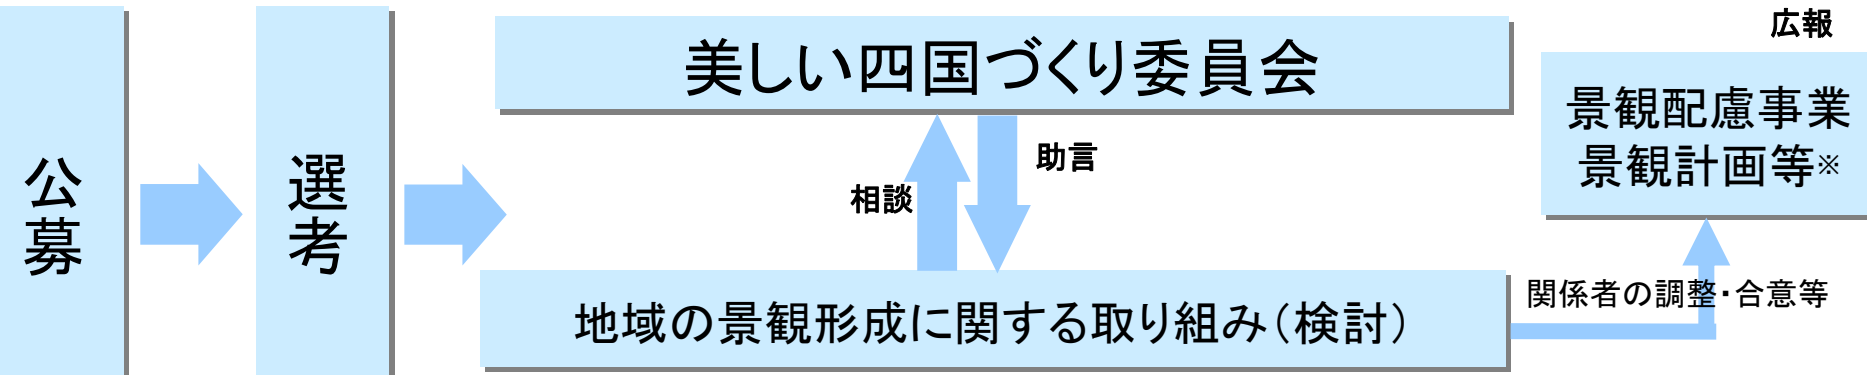 公募
選考
美しい四国づくり委員会
相談
助言
地域の景観形成に関する取り組み（検討）
関係者の調整・合意等
広報
景観配慮事業
景観計画等※